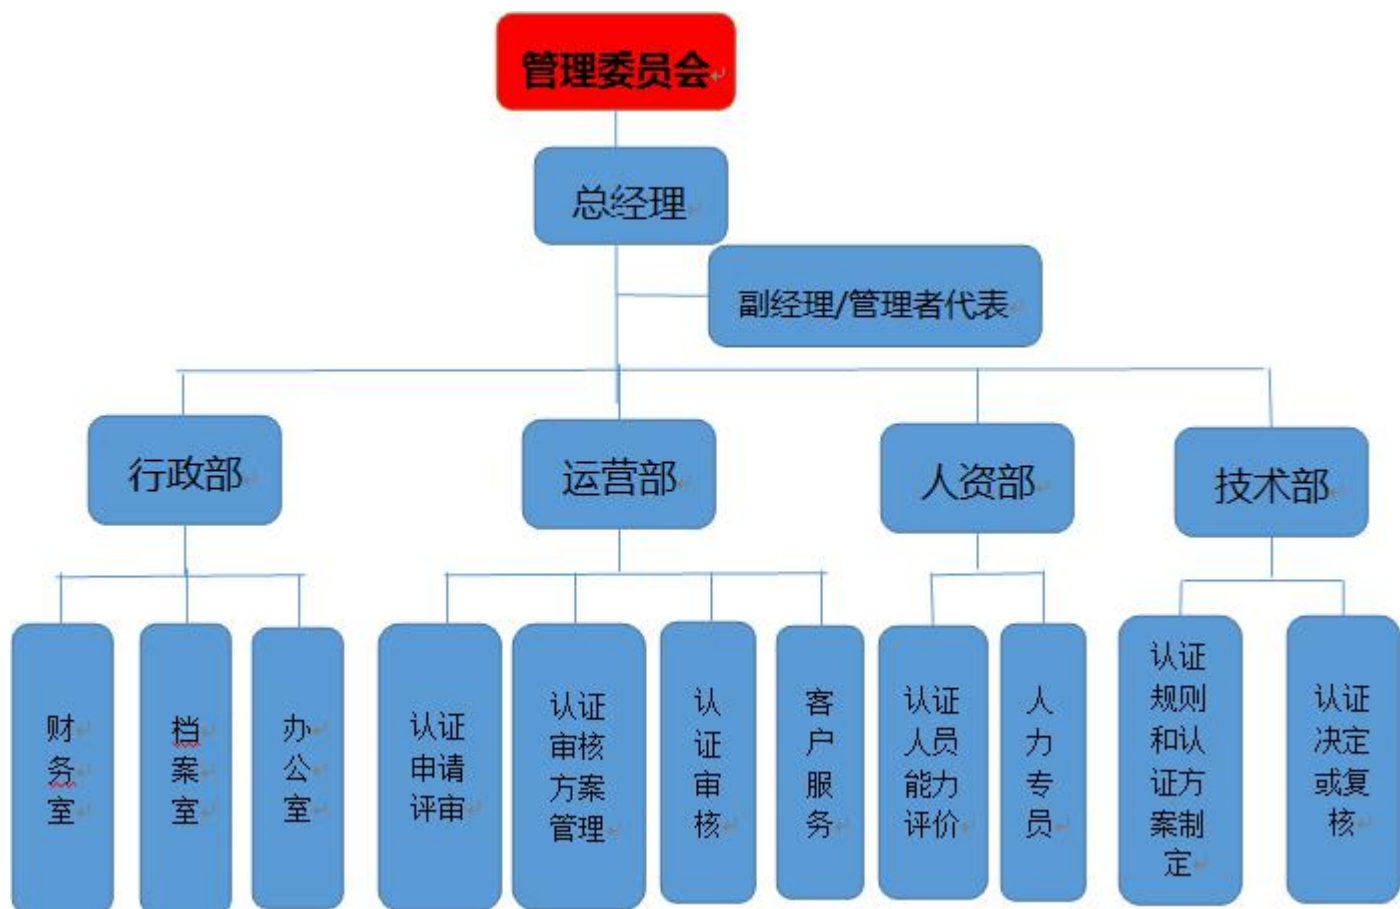 管理委员会
总经理
副经理/管理者代表
行政部
运营部
人资部
技术部
财
务
室
档
案
室
办
公
室
认证
申请
评审
认证
审核
方案
管理
认
证
审
核
客
户
服
务
认证
人员
能力
评价
人
力
专
员
认证
规则
和认
证方
案制
定
认证
决定
或复
核